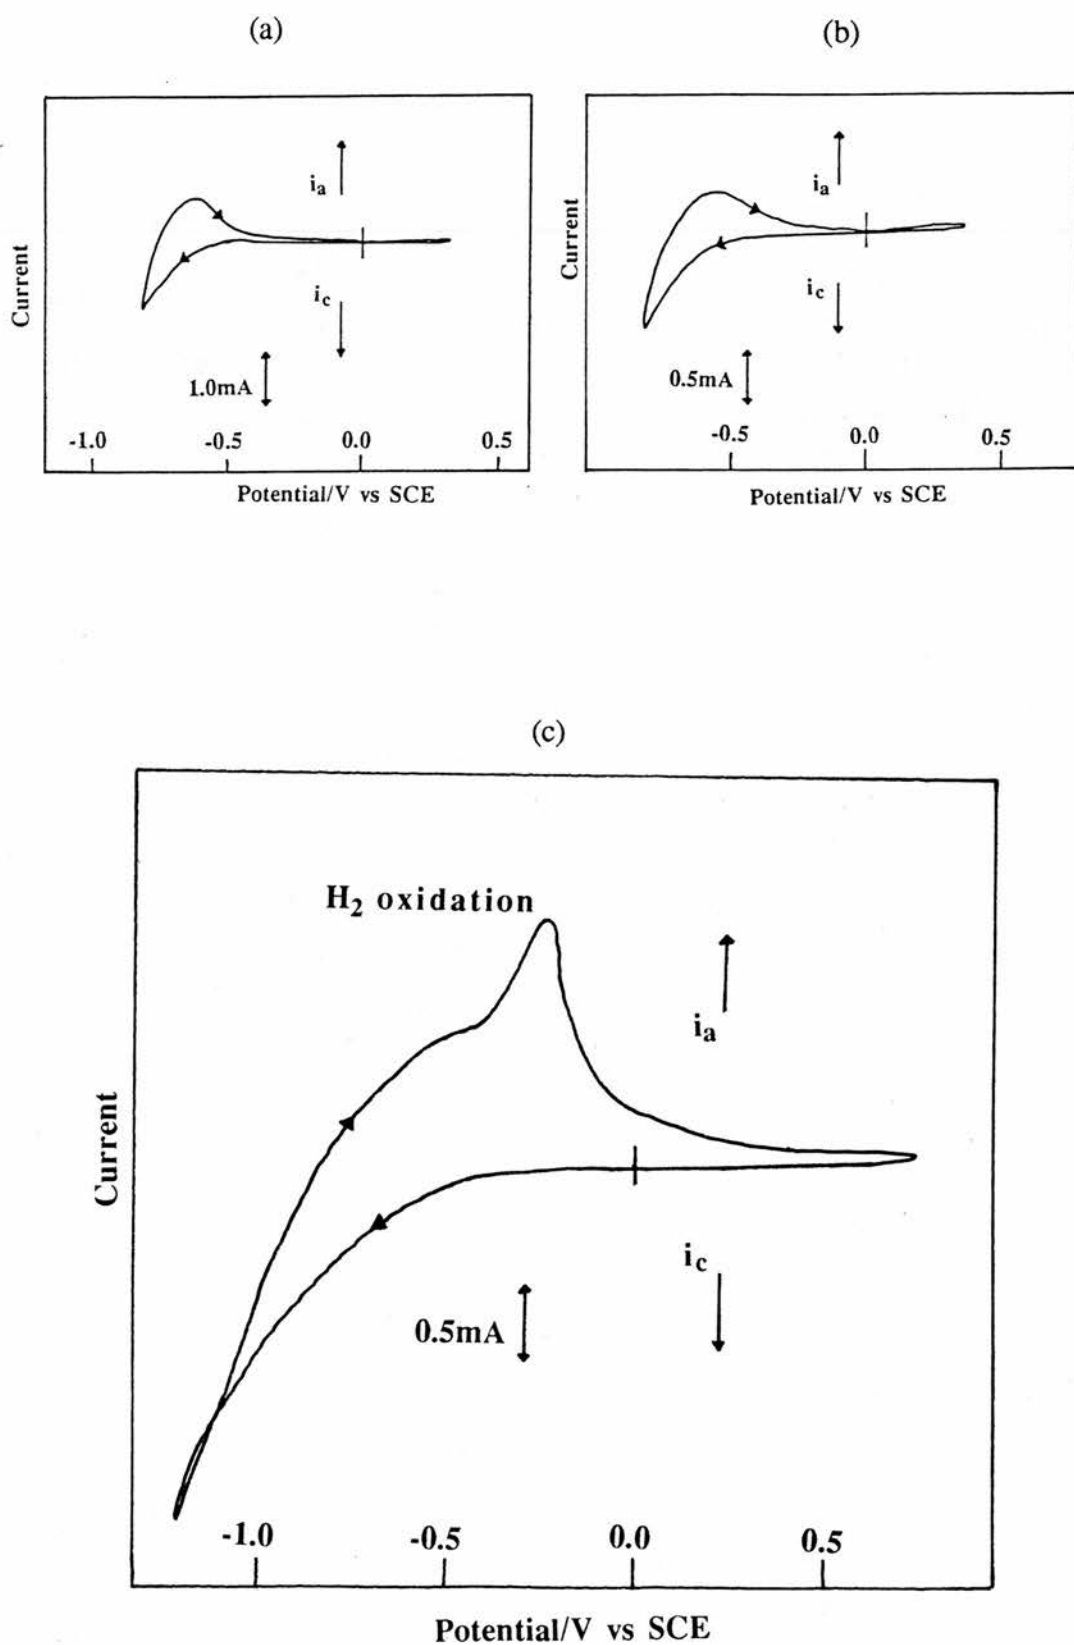 (a)
Current
i_a
i_c
1.0mA
-1.0 -0.5 0.0 0.5
Potential/V vs SCE
(b)
Current
i_a
i_c
0.5mA
-0.5 0.0 0.5
Potential/V vs SCE
(c)
H₂ oxidation
Current
i_a
i_c
0.5mA
-1.0 -0.5 0.0 0.5
Potential/V vs SCE